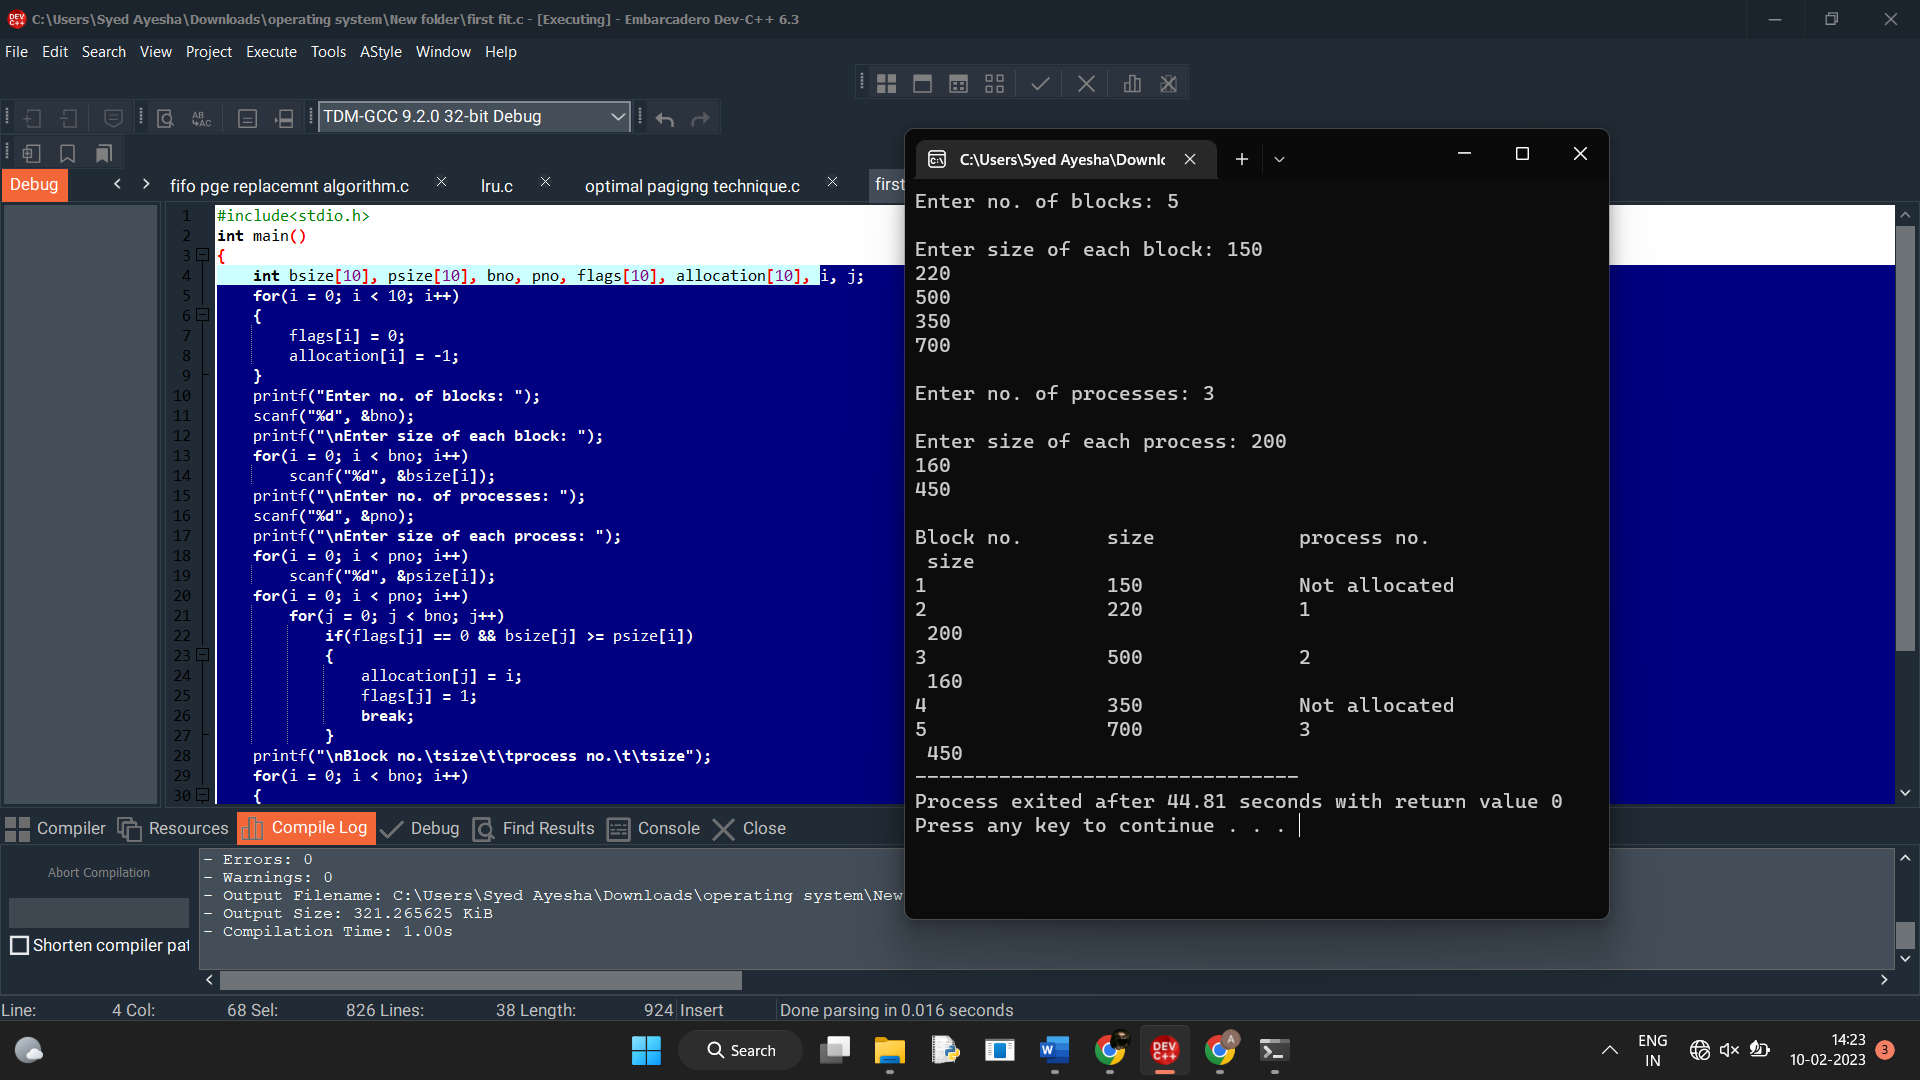 C:\Users\Syed Ayesha\Downloads\operating system\New folder\first fit.c - [Executing] - Embarcadero Dev-C++ 6.3
File Edit Search View Project Execute Tools AStyle Window Help
TDM-GCC 9.2.0 32-bit Debug
Debug
fifo pge replacemnt algorithm.c
lru.c
optimal pagigng technique.c
first
1 #include<stdio.h>
2 int main()
3 {
4 int bsize[10], psize[10], bno, pno, flags[10], allocation[10], i, j;
5 for(i = 0; i < 10; i++)
6 {
7 flags[i] = 0;
8 allocation[i] = -1;
9 }
10 printf("Enter no. of blocks: ");
11 scanf("%d", &bno);
12 printf("\nEnter size of each block: ");
13 for(i = 0; i < bno; i++)
14 scanf("%d", &bsize[i]);
15 printf("\nEnter no. of processes: ");
16 scanf("%d", &pno);
17 printf("\nEnter size of each process: ");
18 for(i = 0; i < pno; i++)
19 scanf("%d", &psize[i]);
20 for(i = 0; i < pno; i++)
21 for(j = 0; j < bno; j++)
22 if(flags[j] == 0 && bsize[j] >= psize[i])
23 {
24 allocation[j] = i;
25 flags[j] = 1;
26 break;
27 }
28 printf("\nBlock no.\tsize\t\tprocess no.\t\tsize");
29 for(i = 0; i < bno; i++)
30 {
C:\Users\Syed Ayesha\Downlc
Enter no. of blocks: 5
Enter size of each block: 150
220
500
350
700
Enter no. of processes: 3
Enter size of each process: 200
160
450
Block no. size process no.
size
1 150 Not allocated
2 220 1
200
3 500 2
160
4 350 Not allocated
5 700 3
450
--------------------------------
Process exited after 44.81 seconds with return value 0
Press any key to continue . . .
Compiler Resources Compile Log Debug Find Results Console Close
Abort Compilation
Shorten compiler pat
- Errors: 0
- Warnings: 0
- Output Filename: C:\Users\Syed Ayesha\Downloads\operating system\New
- Output Size: 321.265625 KiB
- Compilation Time: 1.00s
Line: 4 Col: 68 Sel: 826 Lines: 38 Length: 924 Insert Done parsing in 0.016 seconds
Search
ENG
IN
14:23
10-02-2023
3